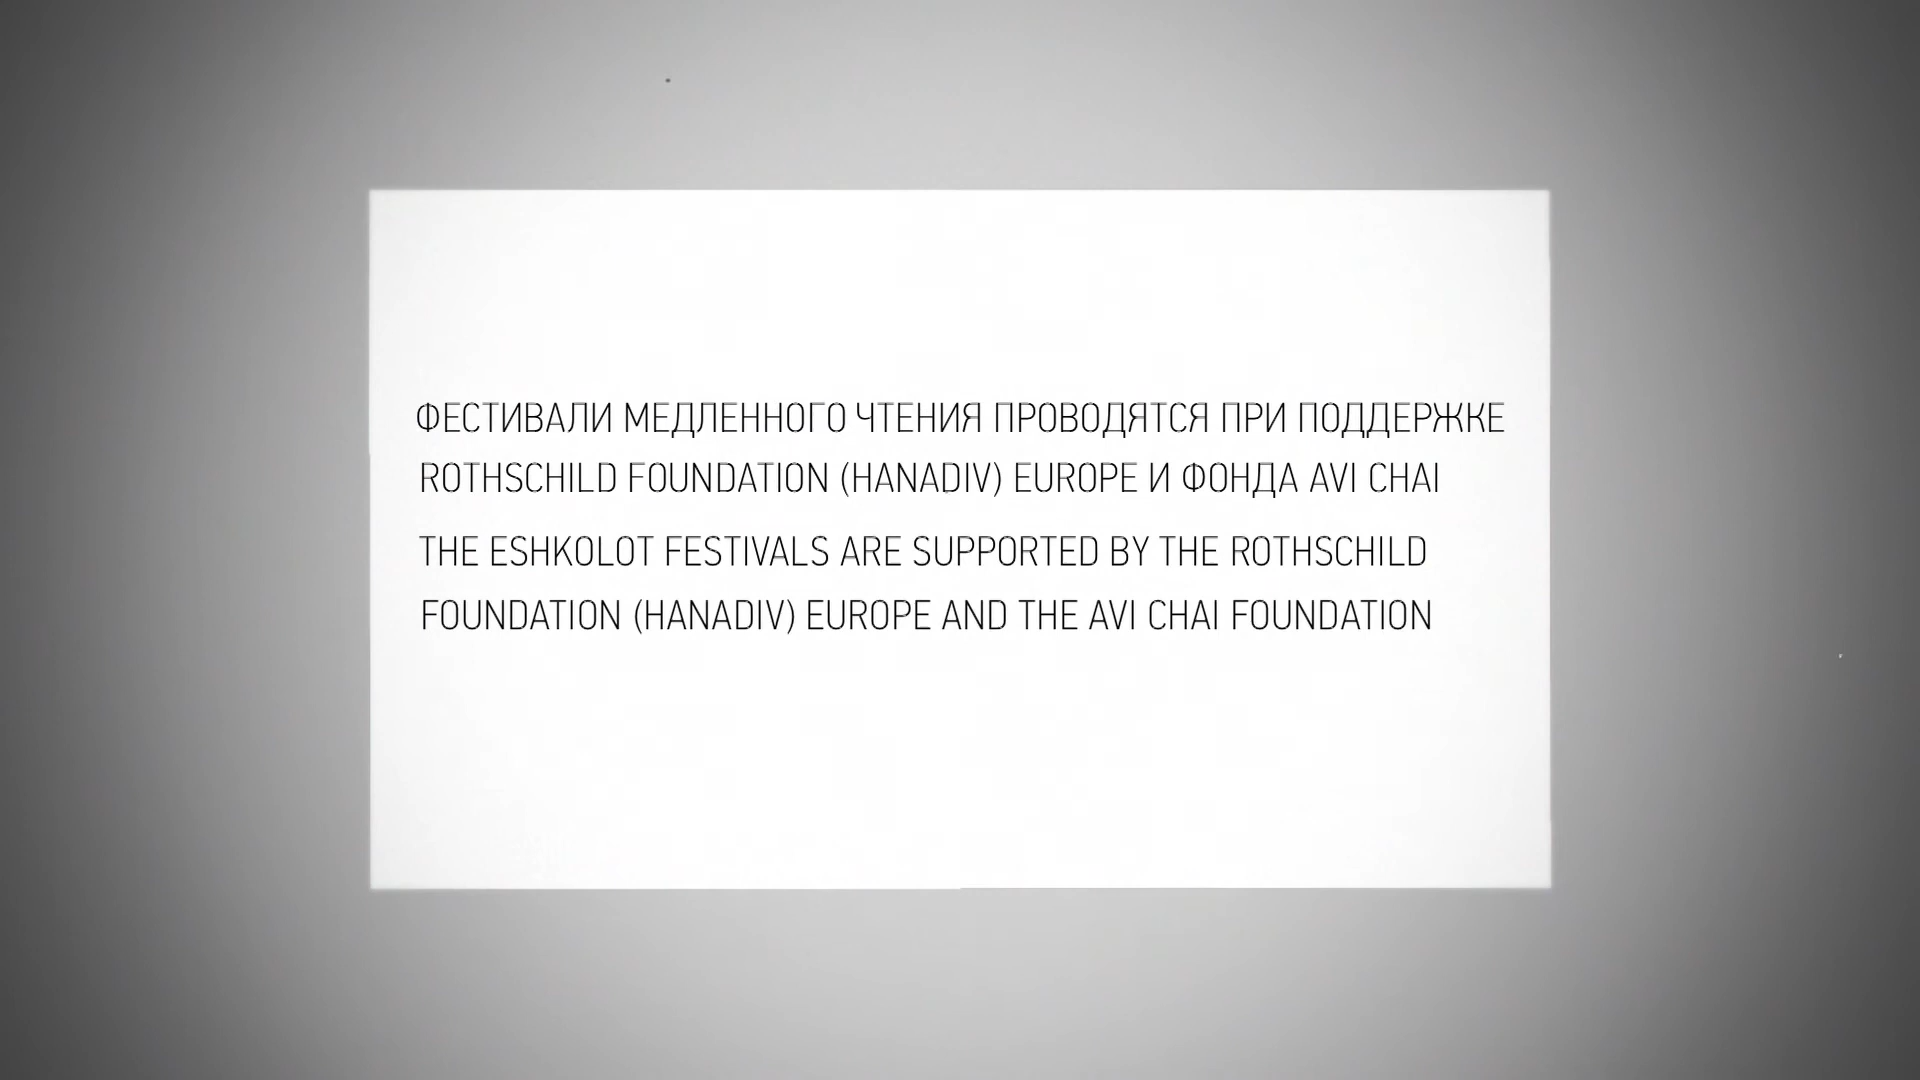 ФЕСТИВАЛИ МЕДЛЕННОГО ЧТЕНИЯ ПРОВОДЯТСЯ ПРИ ПОДДЕРЖКЕ
ROTHSCHILD FOUNDATION (HANADIV) EUROPE И ФОНДА AVI CHAI
THE ESHKOLOT FESTIVALS ARE SUPPORTED BY THE ROTHSCHILD
FOUNDATION (HANADIV) EUROPE AND THE AVI CHAI FOUNDATION